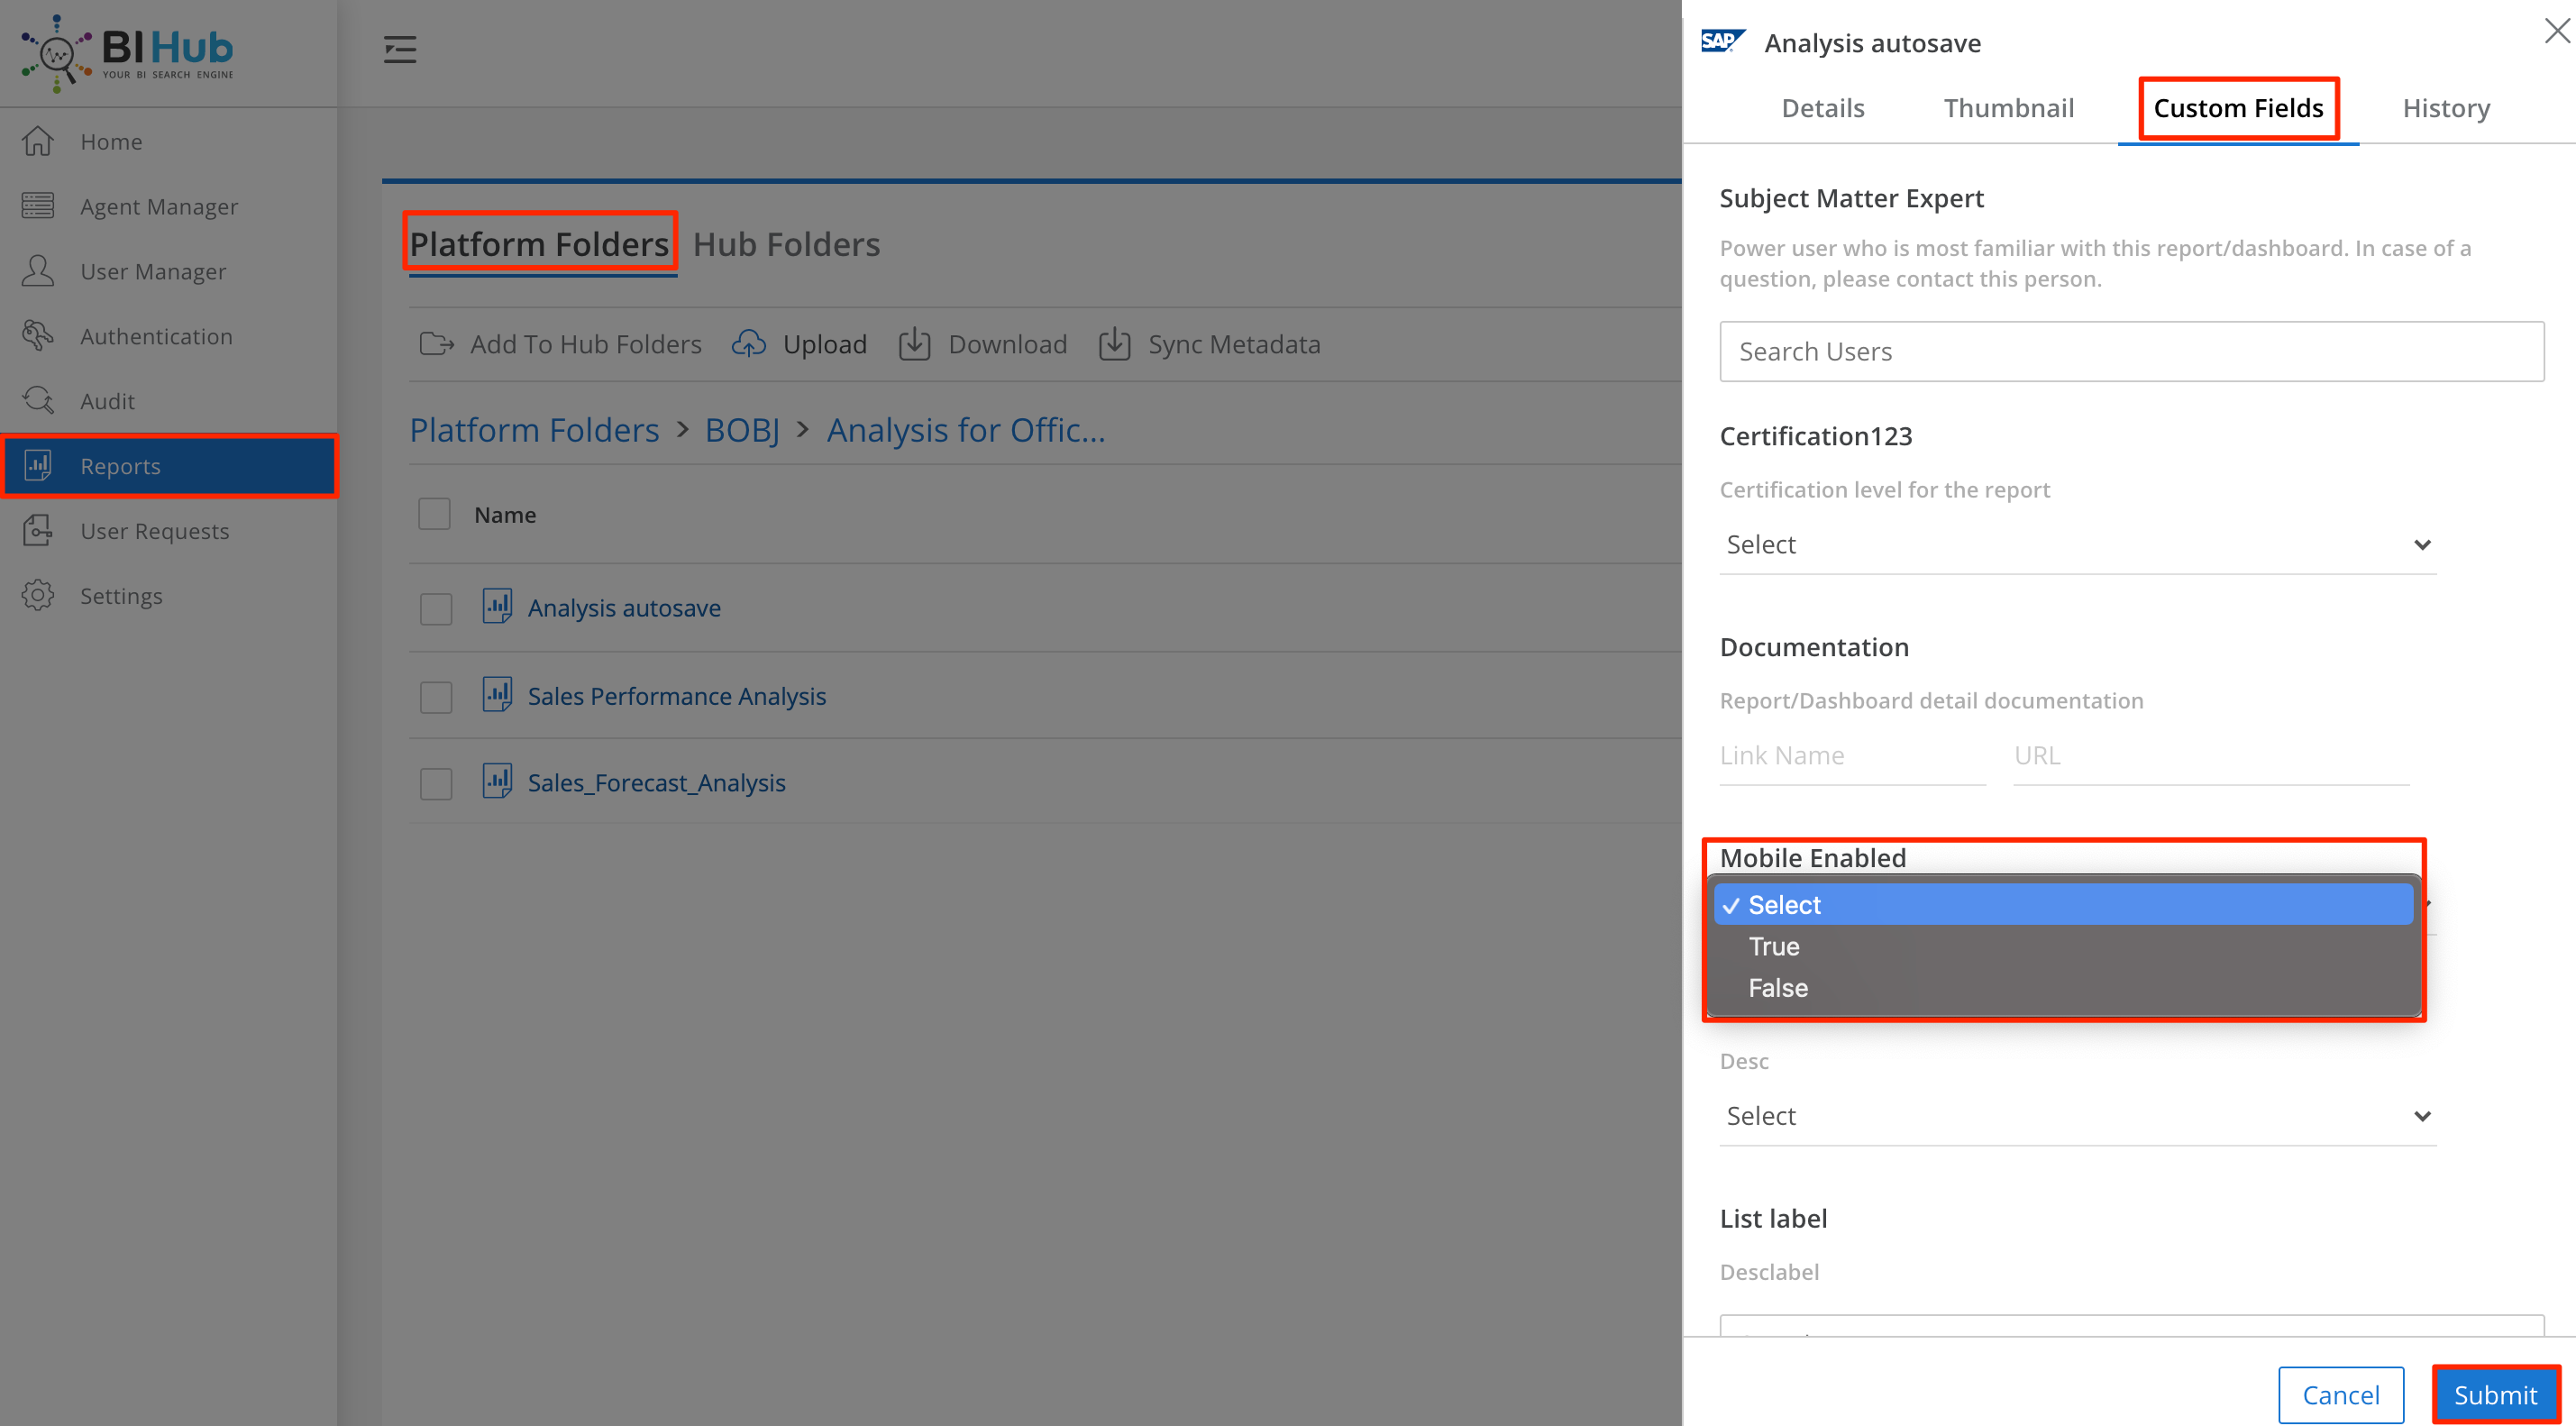 BI Hub
YOUR BI SEARCH ENGINE
Home
Agent Manager
User Manager
Authentication
Audit
Reports
User Requests
Settings
Platform Folders Hub Folders
Add To Hub Folders Upload Download Sync Metadata
Platform Folders > BOBJ > Analysis for Offic...
Name
Analysis autosave
Sales Performance Analysis
Sales_Forecast_Analysis
SAP Analysis autosave
Details Thumbnail Custom Fields History
Subject Matter Expert
Power user who is most familiar with this report/dashboard. In case of a
question, please contact this person.
Search Users
Certification123
Certification level for the report
Select
Documentation
Report/Dashboard detail documentation
Link Name URL
Mobile Enabled
✓ Select
True
False
Desc
Select
List label
Desclabel
Cancel Submit